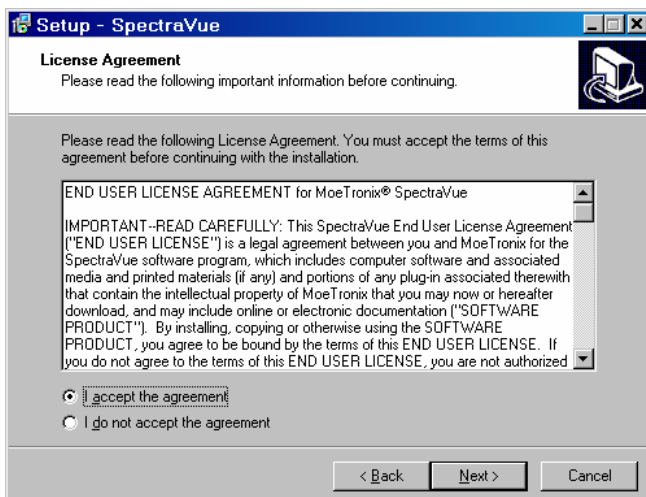 Setup - SpectraVue
License Agreement
Please read the following important information before continuing.
Please read the following License Agreement. You must accept the terms of this
agreement before continuing with the installation.
END USER LICENSE AGREEMENT for MoeTronix® SpectraVue
IMPORTANT--READ CAREFULLY: This SpectraVue End User License Agreement
("END USER LICENSE") is a legal agreement between you and MoeTronix for the
SpectraVue software program, which includes computer software and associated
media and printed materials (if any) and portions of any plug-in associated therewith
that contain the intellectual property of MoeTronix that you may now or hereafter
download, and may include online or electronic documentation ("SOFTWARE
PRODUCT"). By installing, copying or otherwise using the SOFTWARE
PRODUCT, you agree to be bound by the terms of this END USER LICENSE. If
you do not agree to the terms of this END USER LICENSE, you are not authorized
I accept the agreement
I do not accept the agreement
< Back
Next >
Cancel